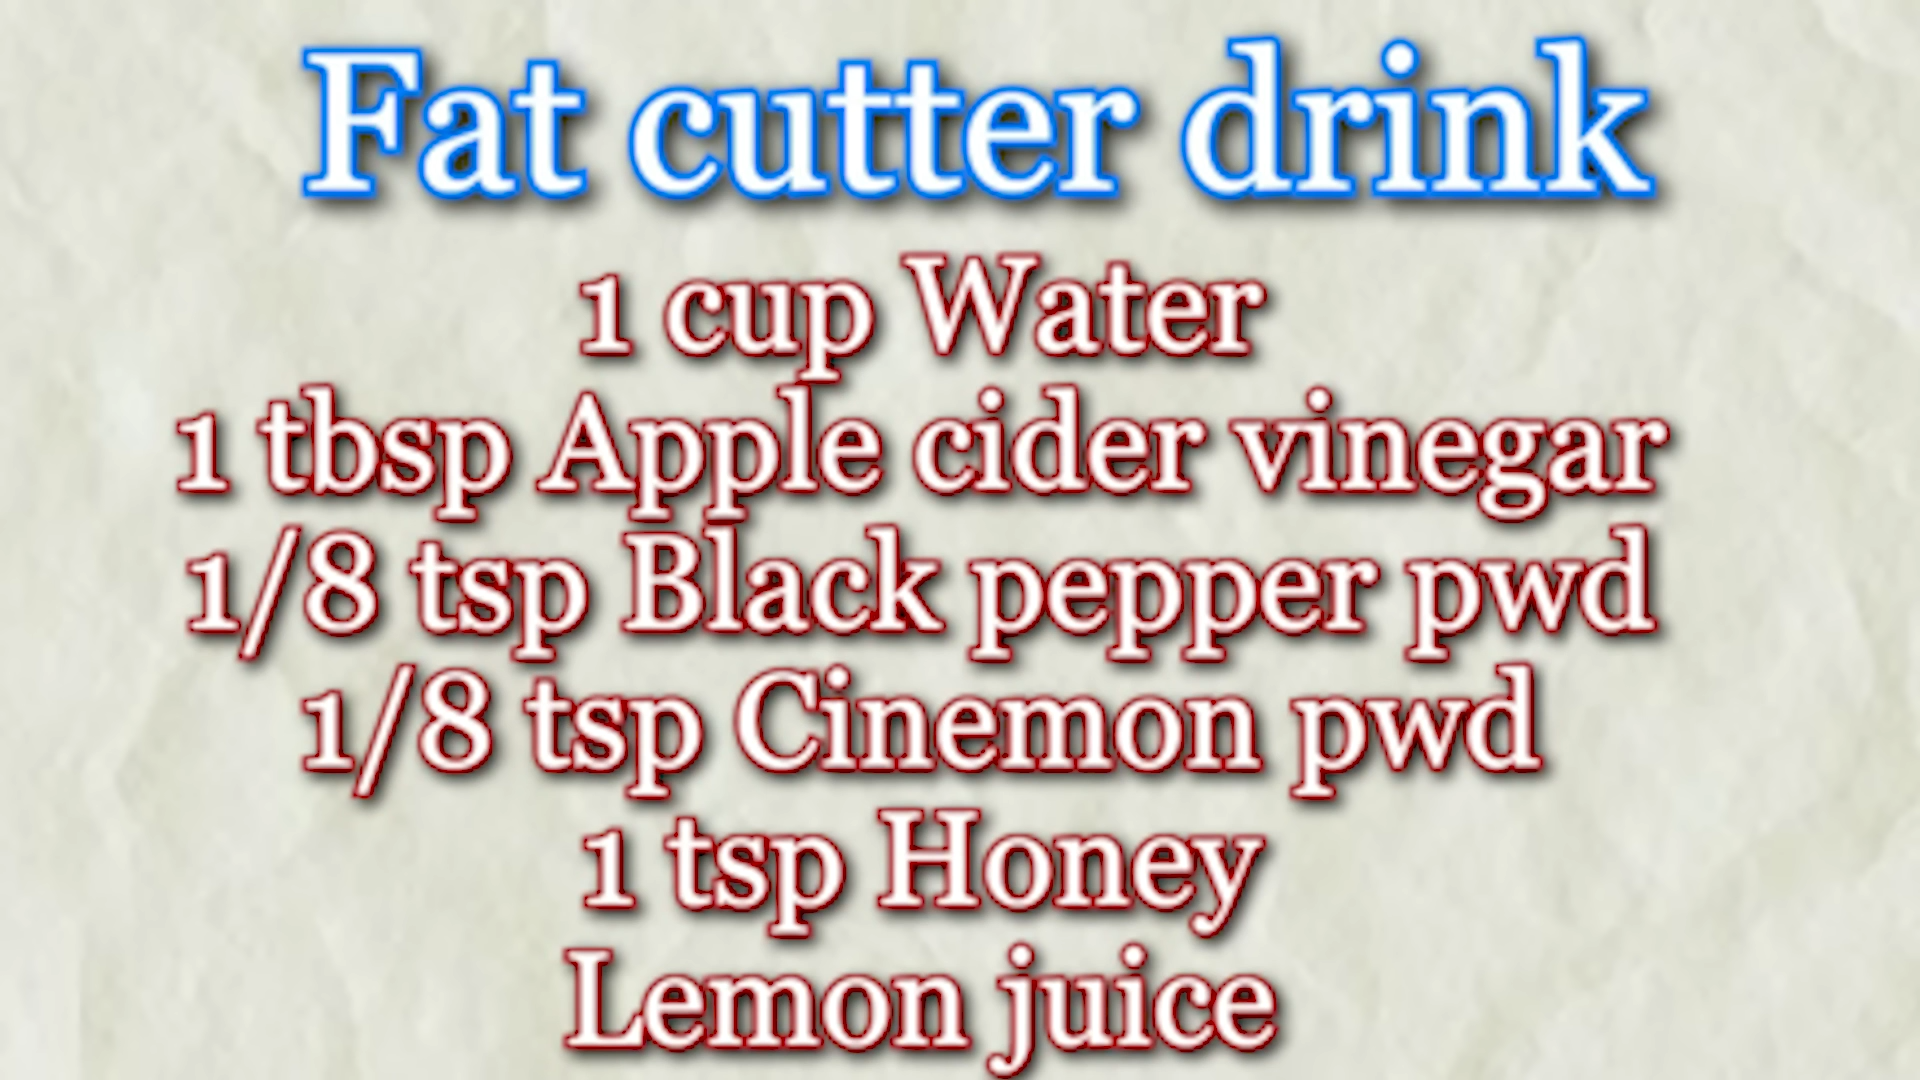 Fat cutter drink
1 cup Water
1 tbsp Apple cider vinegar
1/8 tsp Black pepper pwd
1/8 tsp Cinemon pwd
1 tsp Honey
Lemon juice